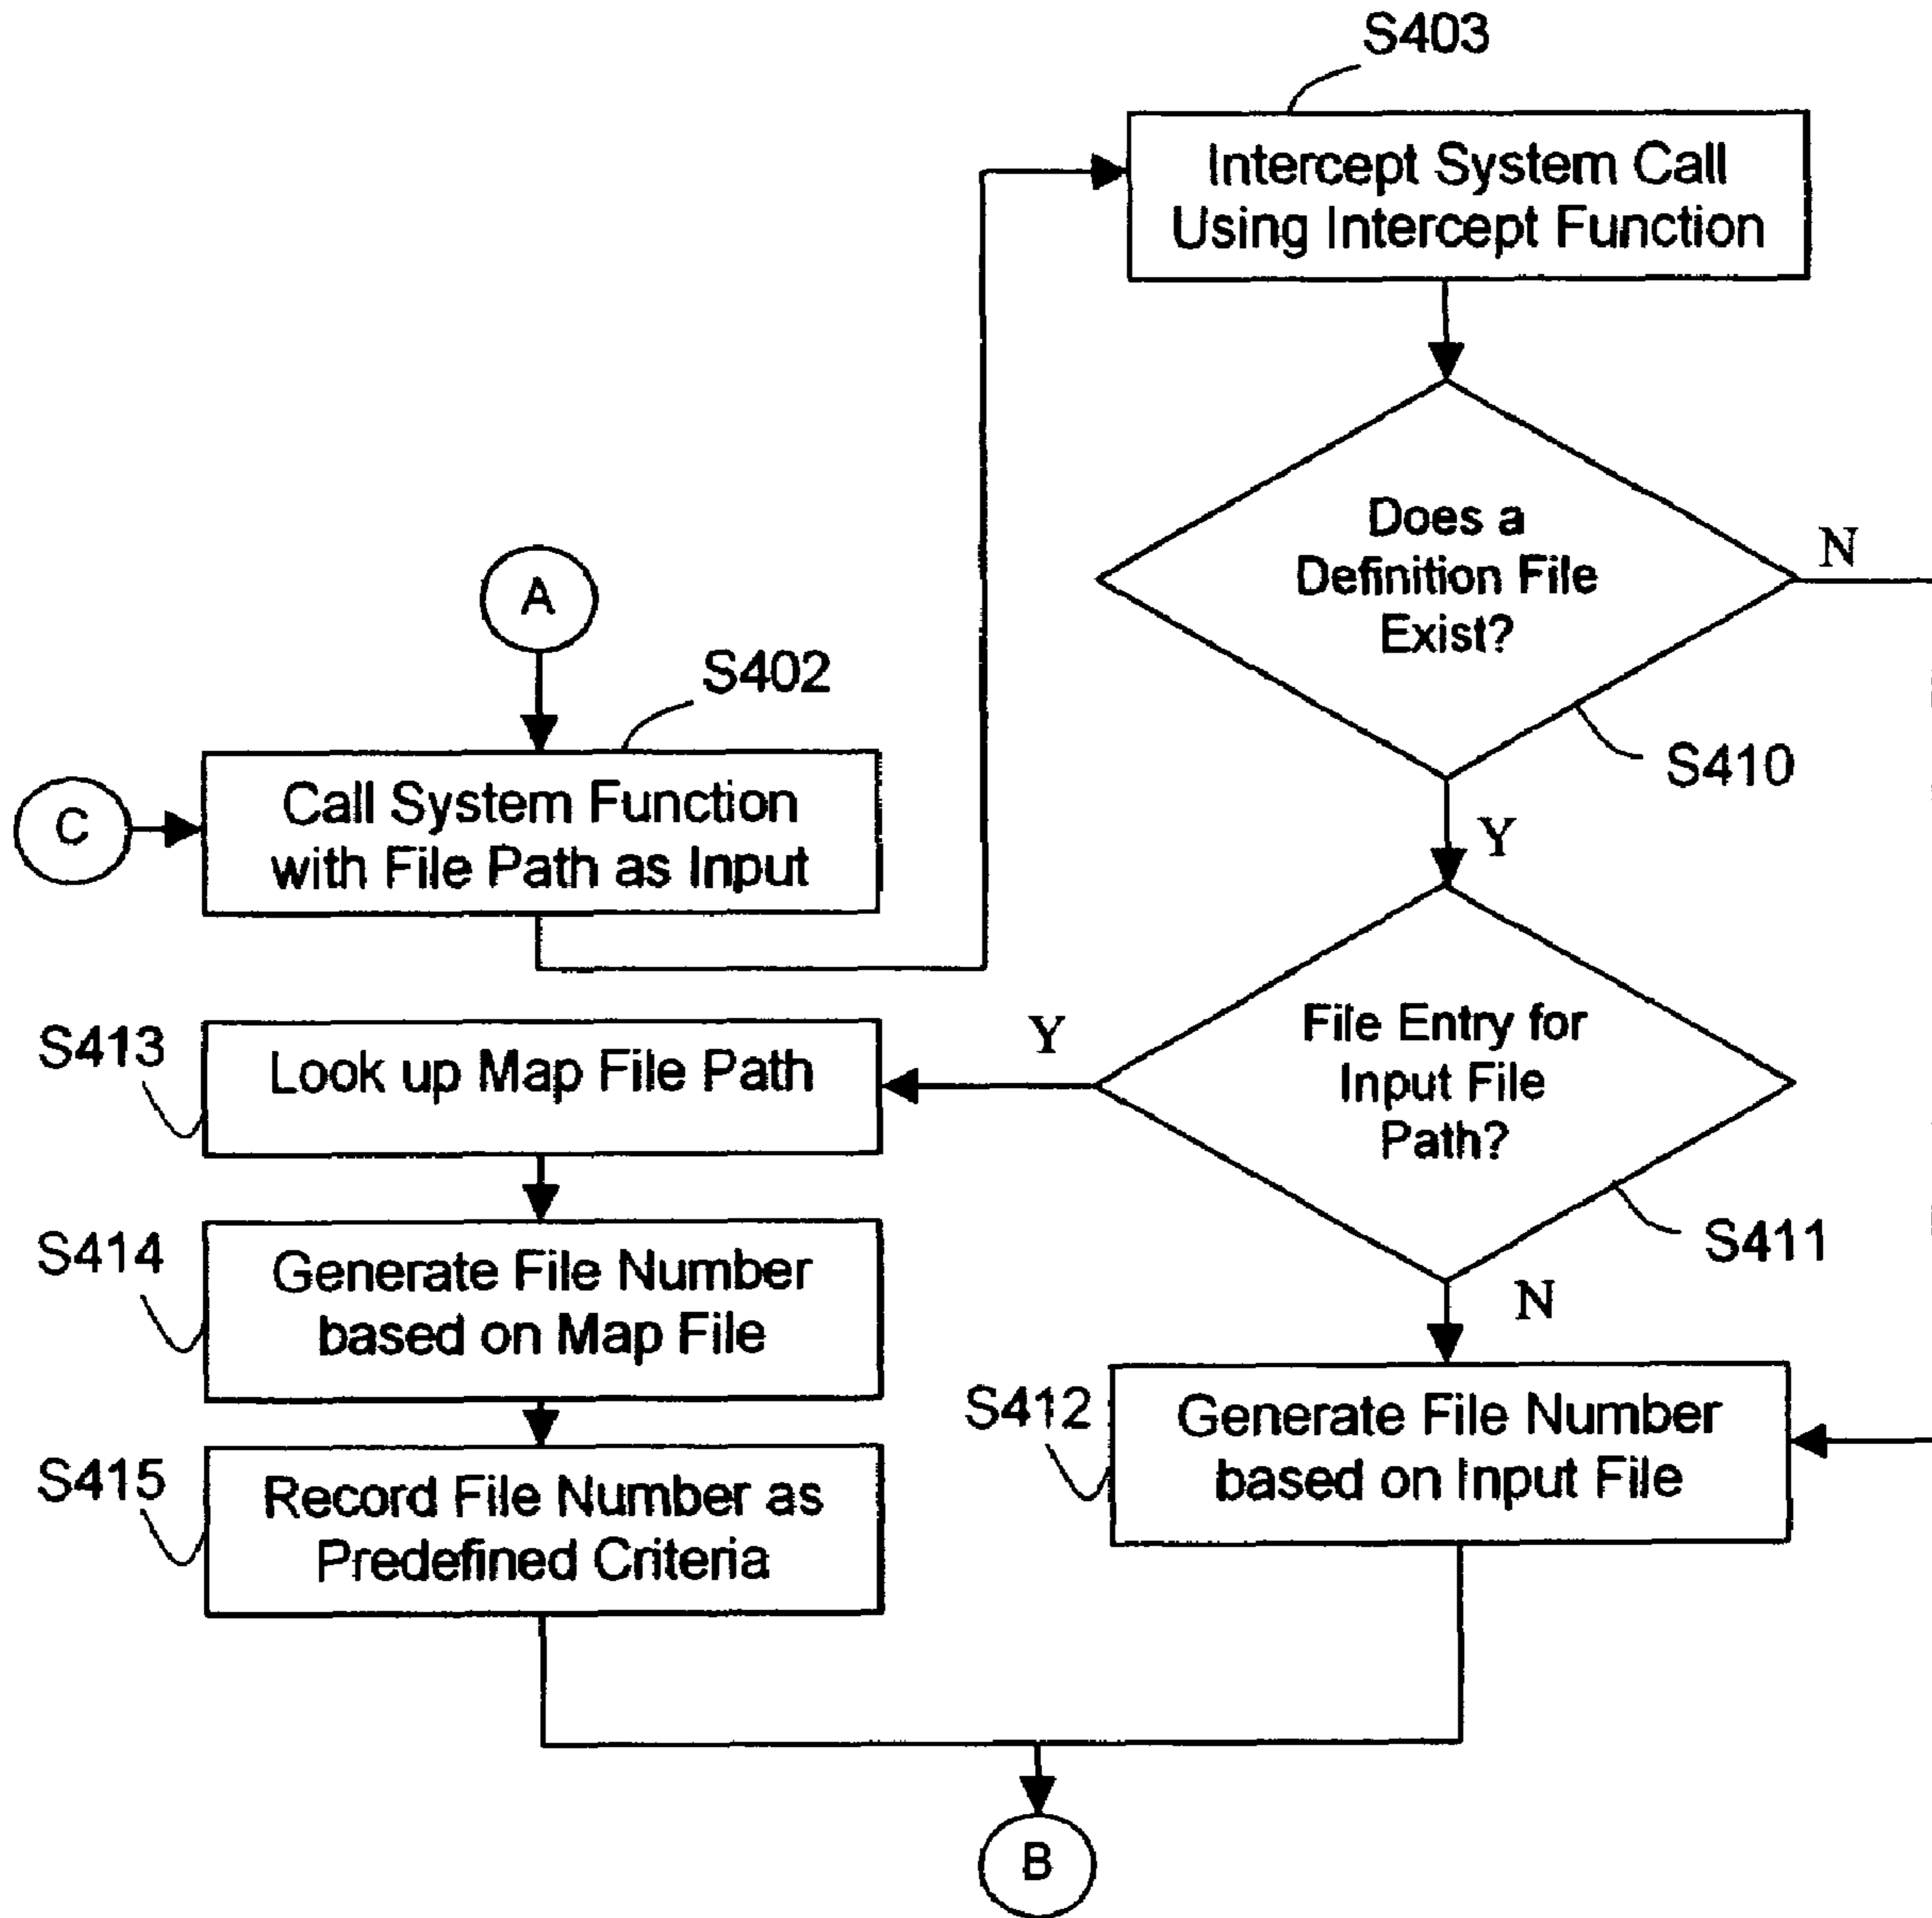 S403
Intercept System Call
Using Intercept Function
Does a
Definition File
Exist?
N
S410
Y
A
S402
C
Call System Function
with File Path as Input
File Entry for
Input File
Path?
Y
S411
N
S413
Look up Map File Path
S414
Generate File Number
based on Map File
S415
Record File Number as
Predefined Criteria
S412
Generate File Number
based on Input File
B